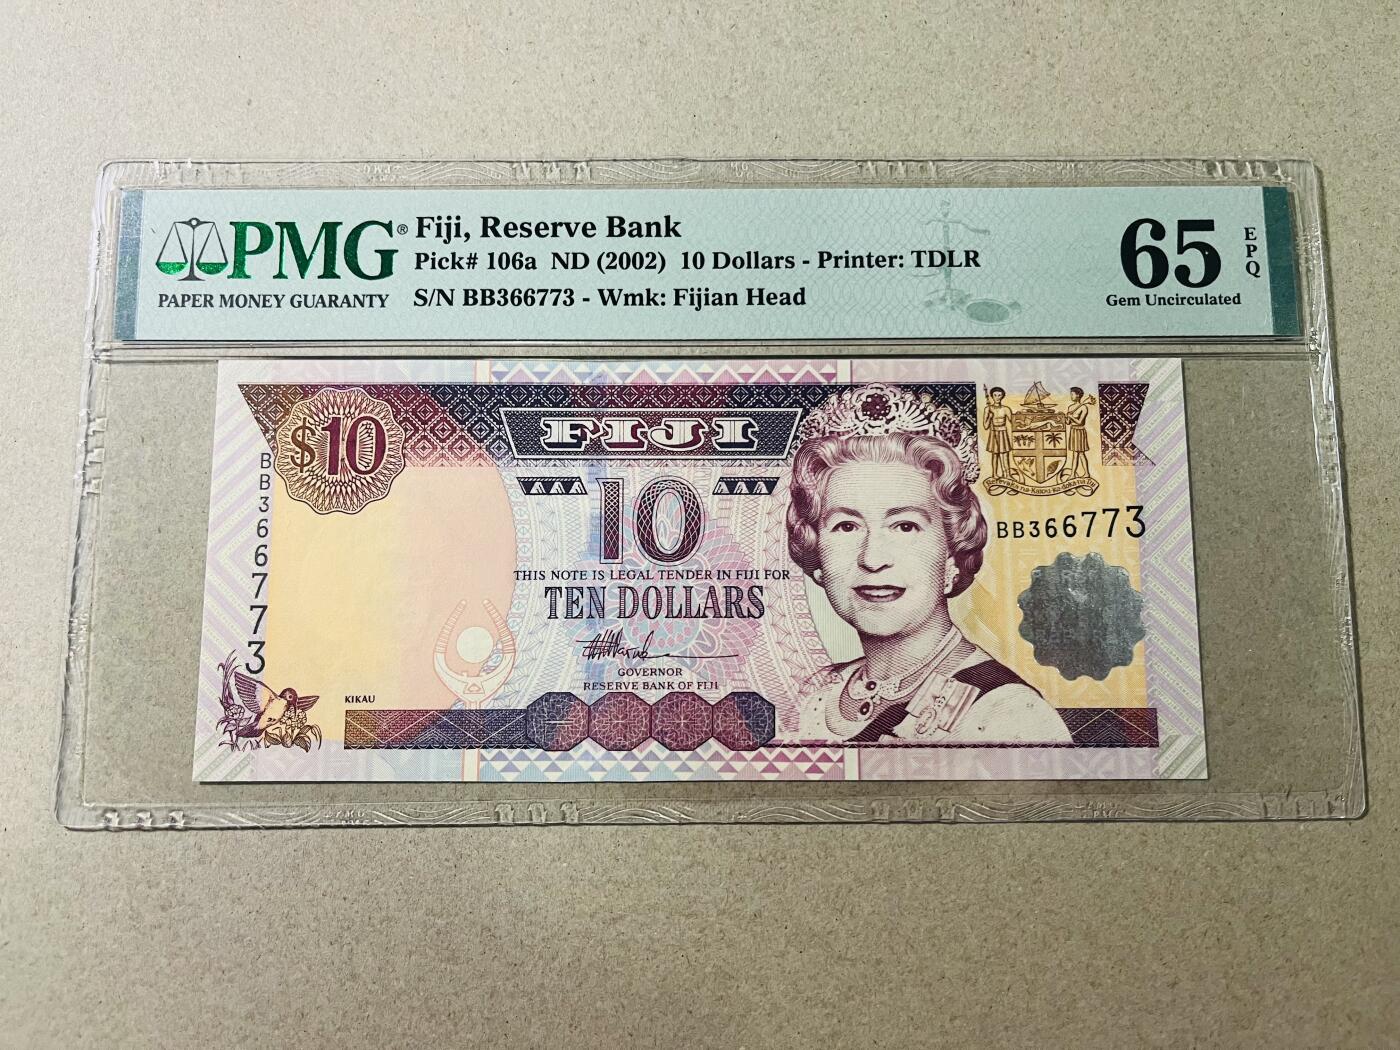 PMG®
PAPER MONEY GUARANTY
Fiji, Reserve Bank
Pick# 106a ND (2002) 10 Dollars - Printer: TDLR
S/N BB366773 - Wmk: Fijian Head
65
EPQ
Gem Uncirculated
$10
FIJI
10
THIS NOTE IS LEGAL TENDER IN FIJI FOR
TEN DOLLARS
GOVERNOR
RESERVE BANK OF FIJI
BB366773
BB366773
KIKAU